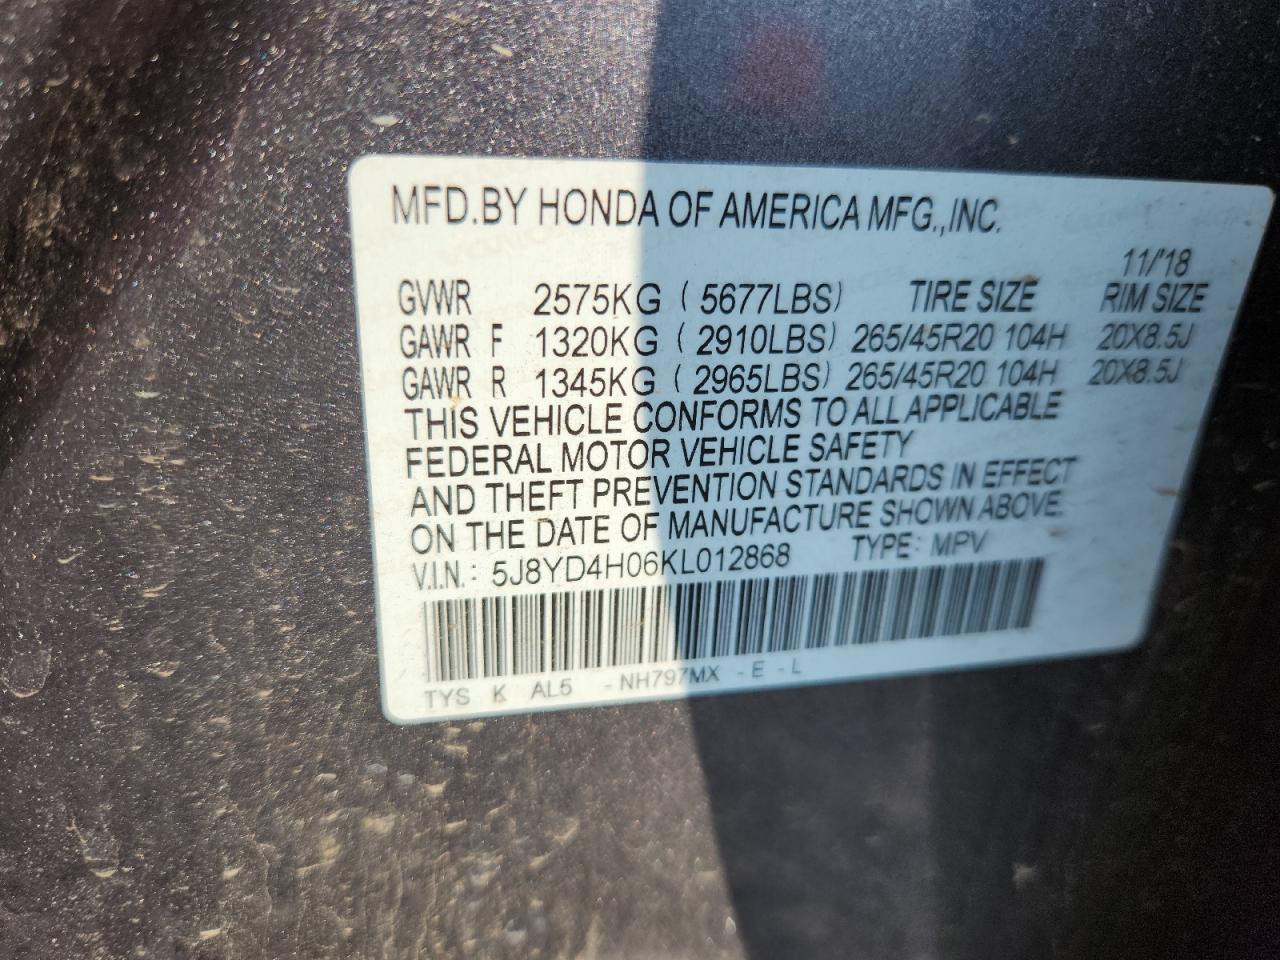 MFD.BY HONDA OF AMERICA MFG.,INC.
11/'18
GVWR 2575KG ( 5677LBS) TIRE SIZE RIM SIZE
GAWR F 1320KG ( 2910LBS) 265/45R20 104H 20X8.5J
GAWR R 1345KG ( 2965LBS) 265/45R20 104H 20X8.5J
THIS VEHICLE CONFORMS TO ALL APPLICABLE
FEDERAL MOTOR VEHICLE SAFETY
AND THEFT PREVENTION STANDARDS IN EFFECT
ON THE DATE OF MANUFACTURE SHOWN ABOVE.
V.I.N.: 5J8YD4H06KL012868 TYPE: MPV
TYS K AL5 - NH797MX - E - L